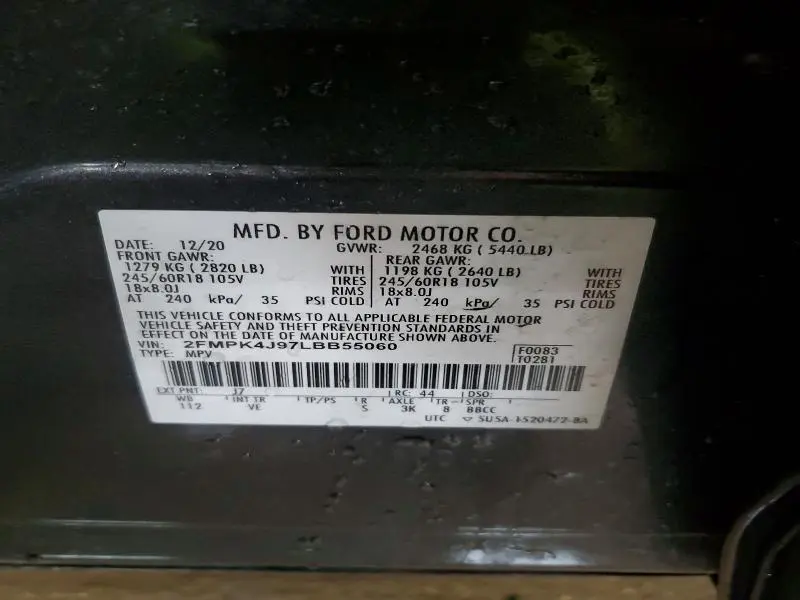 MFD. BY FORD MOTOR CO.
DATE: 12/20 GVWR: 2468 KG ( 5440 LB)
FRONT GAWR: REAR GAWR:
1279 KG ( 2820 LB) WITH 1198 KG ( 2640 LB) WITH
245/60R18 105V TIRES 245/60R18 105V TIRES
18x8.0J RIMS 18x8.0J RIMS
AT 240 kPa/ 35 PSI COLD AT 240 kPa/ 35 PSI COLD
THIS VEHICLE CONFORMS TO ALL APPLICABLE FEDERAL MOTOR
VEHICLE SAFETY AND THEFT PREVENTION STANDARDS IN
EFFECT ON THE DATE OF MANUFACTURE SHOWN ABOVE.
VIN: 2FMPK4J97LBB55060 F0083
TYPE: MPV T0281
EXT PNT: J7 RC: 44 DSO:
WB INT TR TP/PS R AXLE TR SPR
112 VE S 3K 8 BBCC
UTC ▽ SU5A-1520472-BA